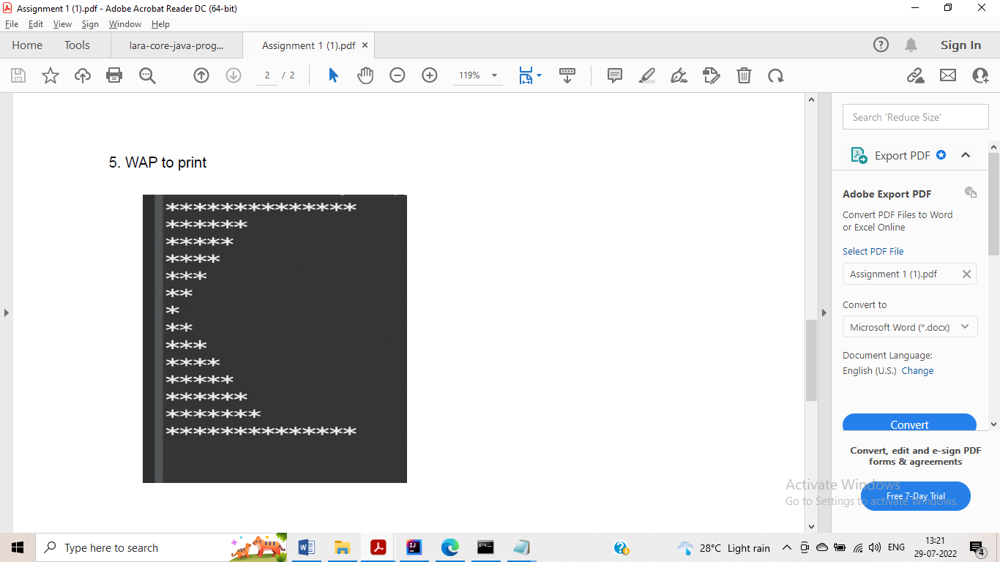 Assignment 1 (1).pdf - Adobe Acrobat Reader DC (64-bit)
File Edit View Sign Window Help
Home Tools lara-core-java-prog... Assignment 1 (1).pdf × Sign In
2 / 2 119%
5. WAP to print
**************
******
*****
****
***
**
*
**
***
****
*****
******
*******
**************
Search 'Reduce Size'
Export PDF
Adobe Export PDF
Convert PDF Files to Word
or Excel Online
Select PDF File
Assignment 1 (1).pdf
Convert to
Microsoft Word (*.docx)
Document Language:
English (U.S.) Change
Convert
Convert, edit and e-sign PDF
forms & agreements
Free 7-Day Trial
Activate Windows
Go to Settings to activate Windows.
Type here to search
28°C Light rain ENG
13:21
29-07-2022
4